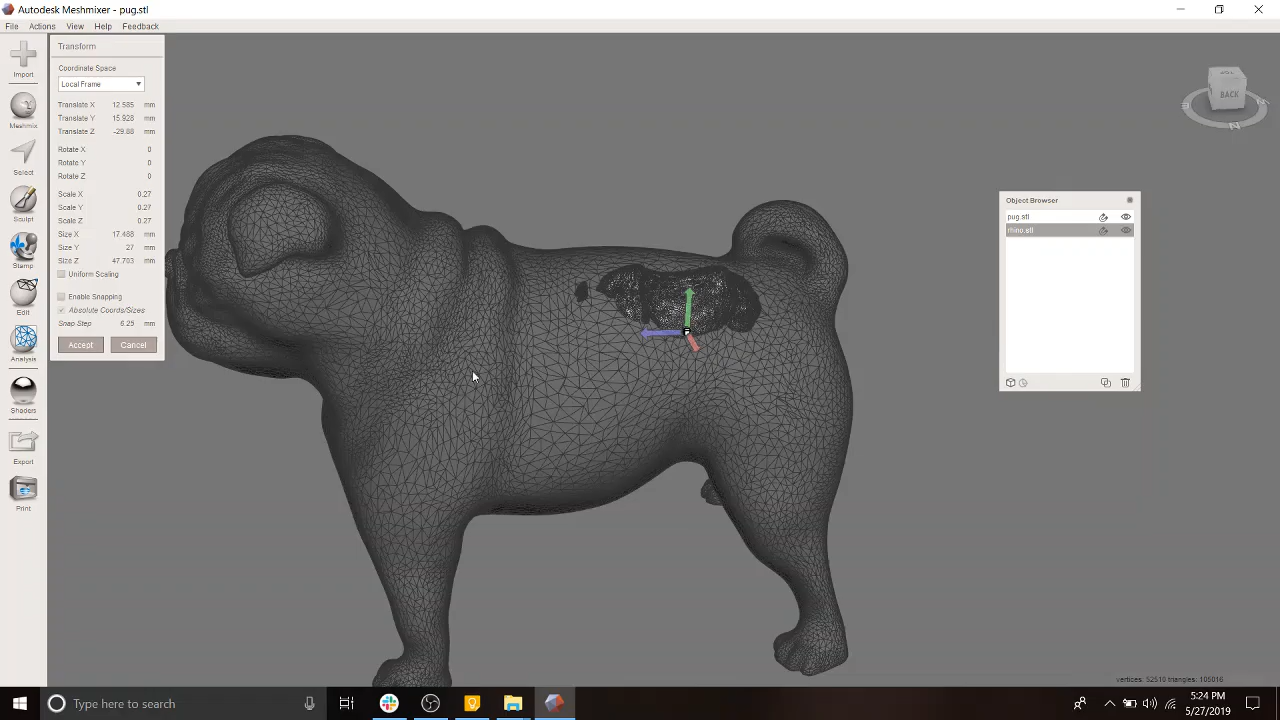 Autodesk Meshmixer - pug.stl
File Actions View Help Feedback
Import
Meshmix
Select
Sculpt
Stamp
Edit
Analysis
Shaders
Export
Print
Transform
Coordinate Space
Local Frame
Translate X 12.585 mm
Translate Y 15.928 mm
Translate Z -29.88 mm
Rotate X 0
Rotate Y 0
Rotate Z 0
Scale X 0.27
Scale Y 0.27
Scale Z 0.27
Size X 17.488 mm
Size Y 27 mm
Size Z 47.703 mm
Uniform Scaling
Enable Snapping
Absolute Coords/Sizes
Snap Step 6.25 mm
Accept Cancel
BACK
Object Browser
pug.stl
rhino.stl
vertices: 52510 triangles: 105016
Type here to search
5:24 PM
5/27/2019